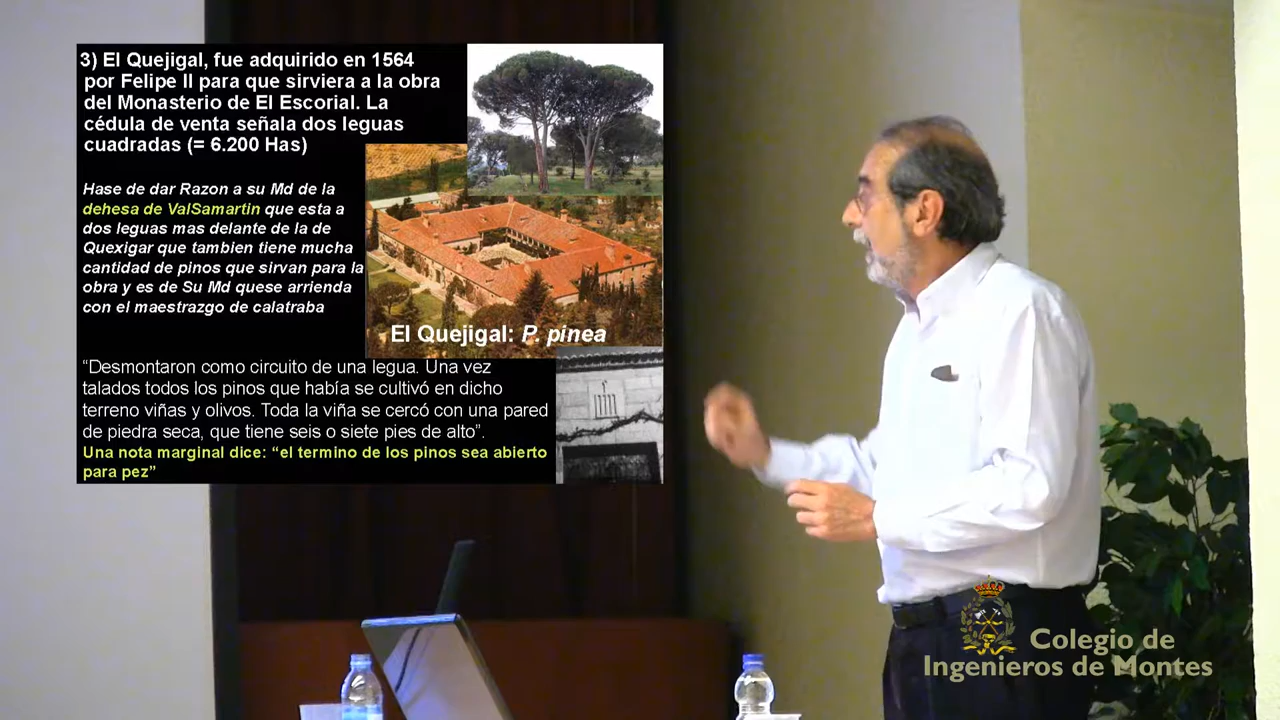 3) El Quejigal, fue adquirido en 1564
por Felipe II para que sirviera a la obra
del Monasterio de El Escorial. La
cédula de venta señala dos leguas
cuadradas (= 6.200 Has)
Hase de dar Razon a su Md de la
dehesa de ValSamartin que esta a
dos leguas mas delante de la de
Quexigar que tambien tiene mucha
cantidad de pinos que sirvan para la
obra y es de Su Md quese arrienda
con el maestrazgo de calatraba
El Quejigal: P. pinea
“Desmontaron como circuito de una legua. Una vez
talados todos los pinos que había se cultivó en dicho
terreno viñas y olivos. Toda la viña se cercó con una pared
de piedra seca, que tiene seis o siete pies de alto”.
Una nota marginal dice: “el termino de los pinos sea abierto
para pez”
Colegio de
Ingenieros de Montes